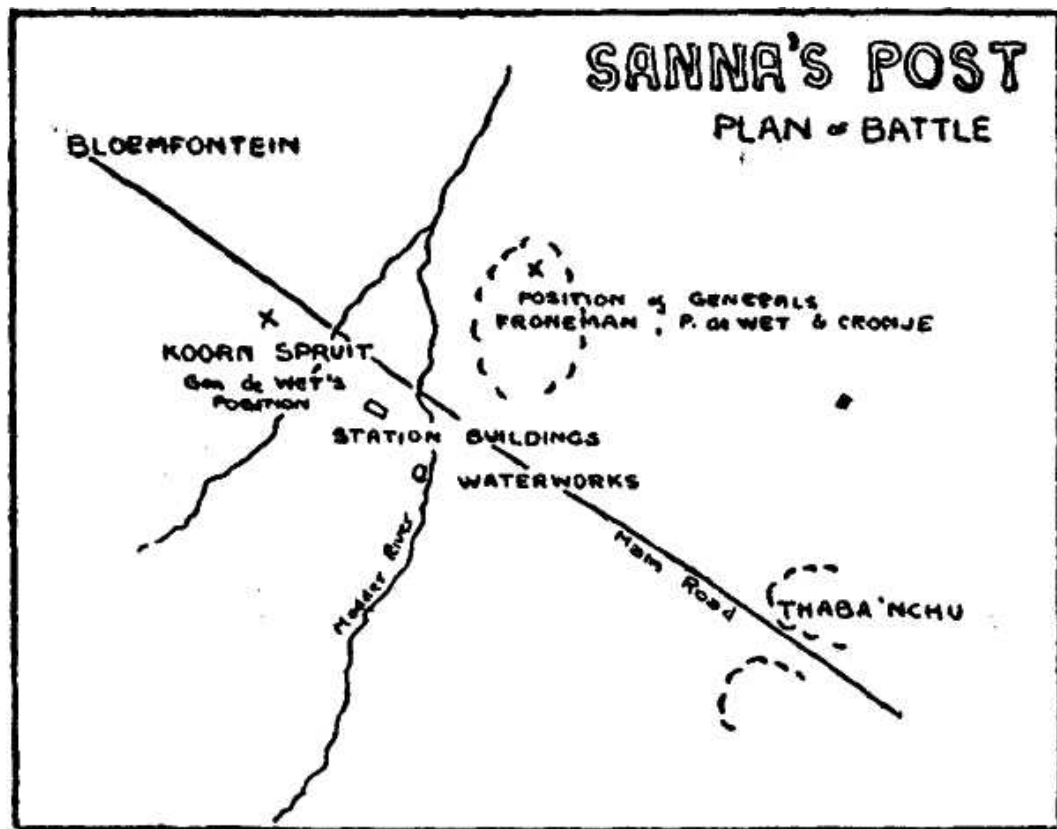 SANNA'S POST
PLAN of BATTLE
BLOEMFONTEIN
POSITION of GENERALS
FRONEMAN, P. de WET & CRONJE
KOORN SPRUIT
Gen de WET'S
POSITION
STATION BUILDINGS
WATERWORKS
Modder River
Main Road
THABA'NCHU